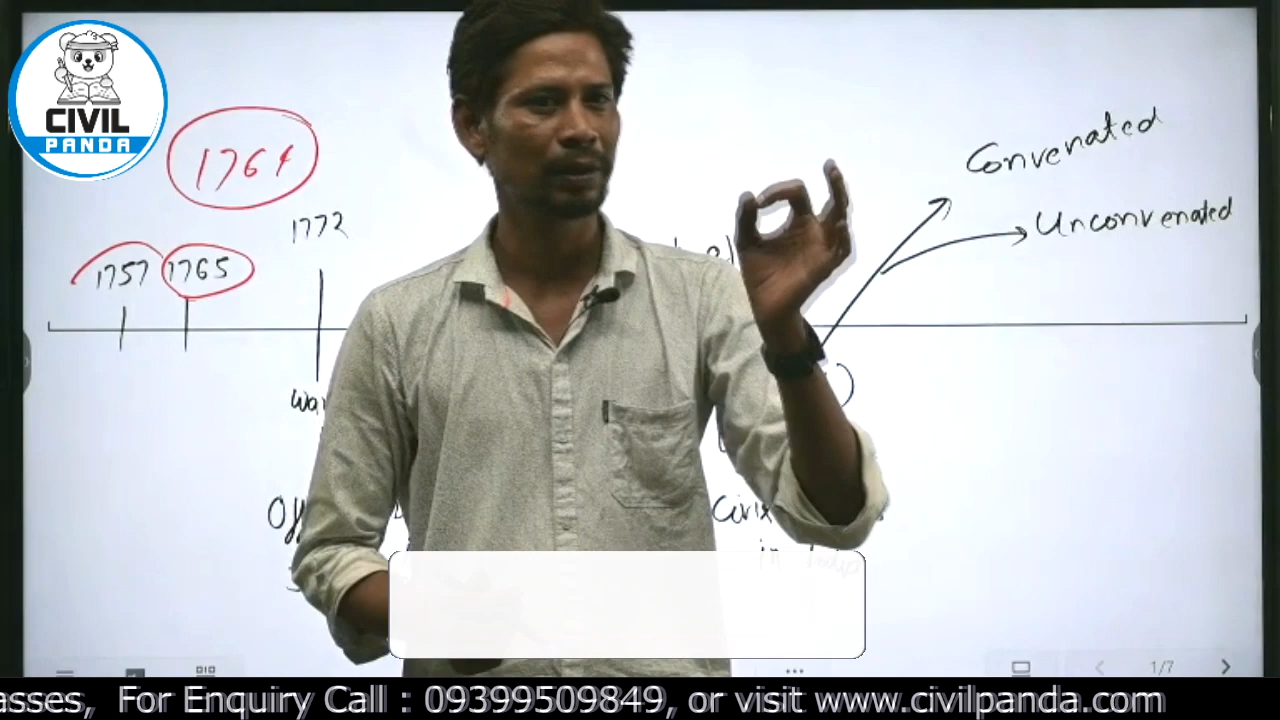 CIVIL
PANDA
1764
1772
1757
1765
Convenated
Unconvenated
1/7
asses, For Enquiry Call : 09399509849, or visit www.civilpanda.com